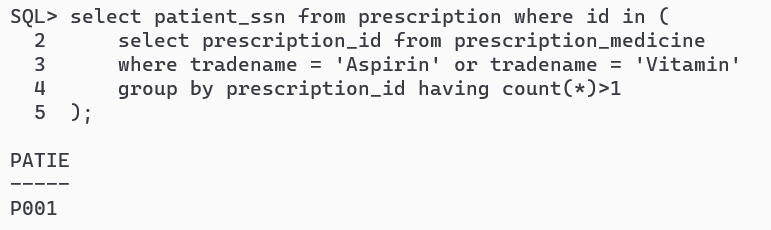 SQL> select patient_ssn from prescription where id in (
  2      select prescription_id from prescription_medicine
  3      where tradename = 'Aspirin' or tradename = 'Vitamin'
  4      group by prescription_id having count(*)>1
  5  );
PATIE
-----
P001